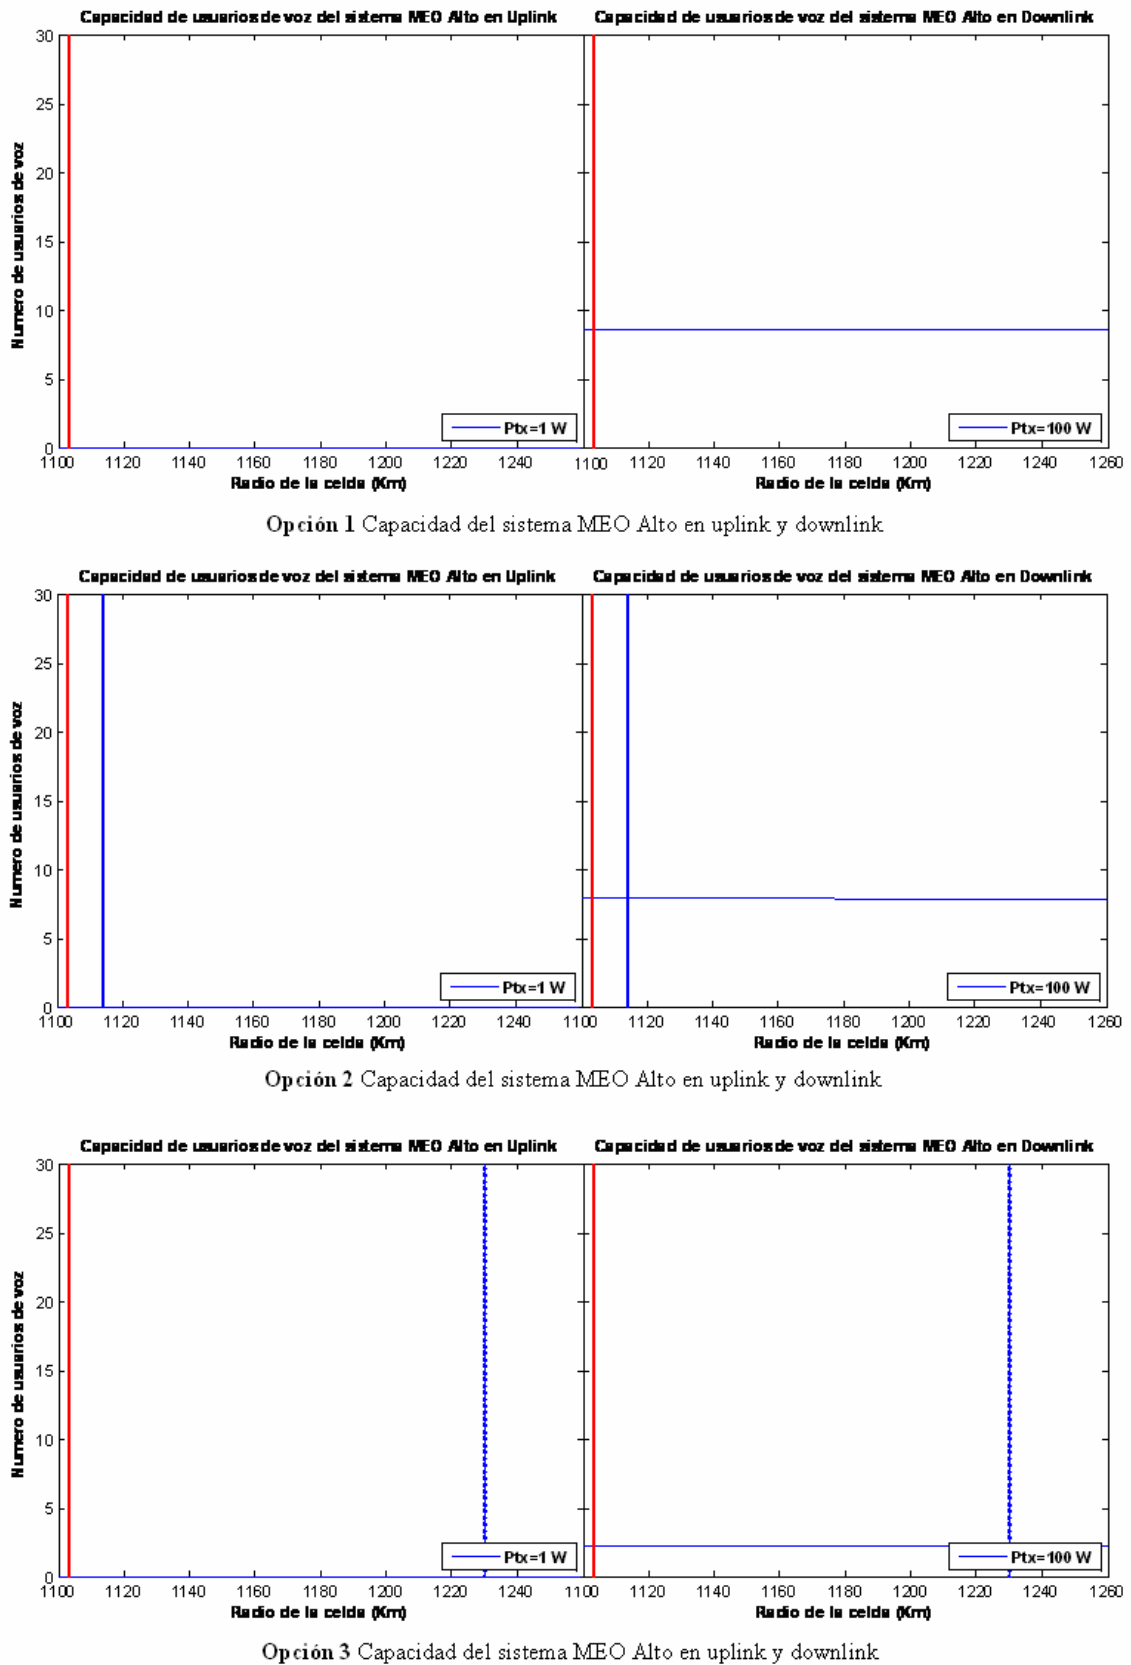 Capacidad de usuarios de voz del sistema MEO Alto en Uplink
Capacidad de usuarios de voz del sistema MEO Alto en Downlink
Numero de usuarios de voz
30
25
20
15
10
5
0
Ptx=1 W
Ptx=100 W
1100 1120 1140 1160 1180 1200 1220 1240
1100 1120 1140 1160 1180 1200 1220 1240 1260
Radio de la celda (Km)
Radio de la celda (Km)
Opción 1 Capacidad del sistema MEO Alto en uplink y downlink
Capacidad de usuarios de voz del sistema MEO Alto en Uplink
Capacidad de usuarios de voz del sistema MEO Alto en Downlink
Numero de usuarios de voz
30
25
20
15
10
5
0
Ptx=1 W
Ptx=100 W
1100 1120 1140 1160 1180 1200 1220 1240
1100 1120 1140 1160 1180 1200 1220 1240 1260
Radio de la celda (Km)
Radio de la celda (Km)
Opción 2 Capacidad del sistema MEO Alto en uplink y downlink
Capacidad de usuarios de voz del sistema MEO Alto en Uplink
Capacidad de usuarios de voz del sistema MEO Alto en Downlink
Numero de usuarios de voz
30
25
20
15
10
5
0
Ptx=1 W
Ptx=100 W
1100 1120 1140 1160 1180 1200 1220 1240
1100 1120 1140 1160 1180 1200 1220 1240 1260
Radio de la celda (Km)
Radio de la celda (Km)
Opción 3 Capacidad del sistema MEO Alto en uplink y downlink